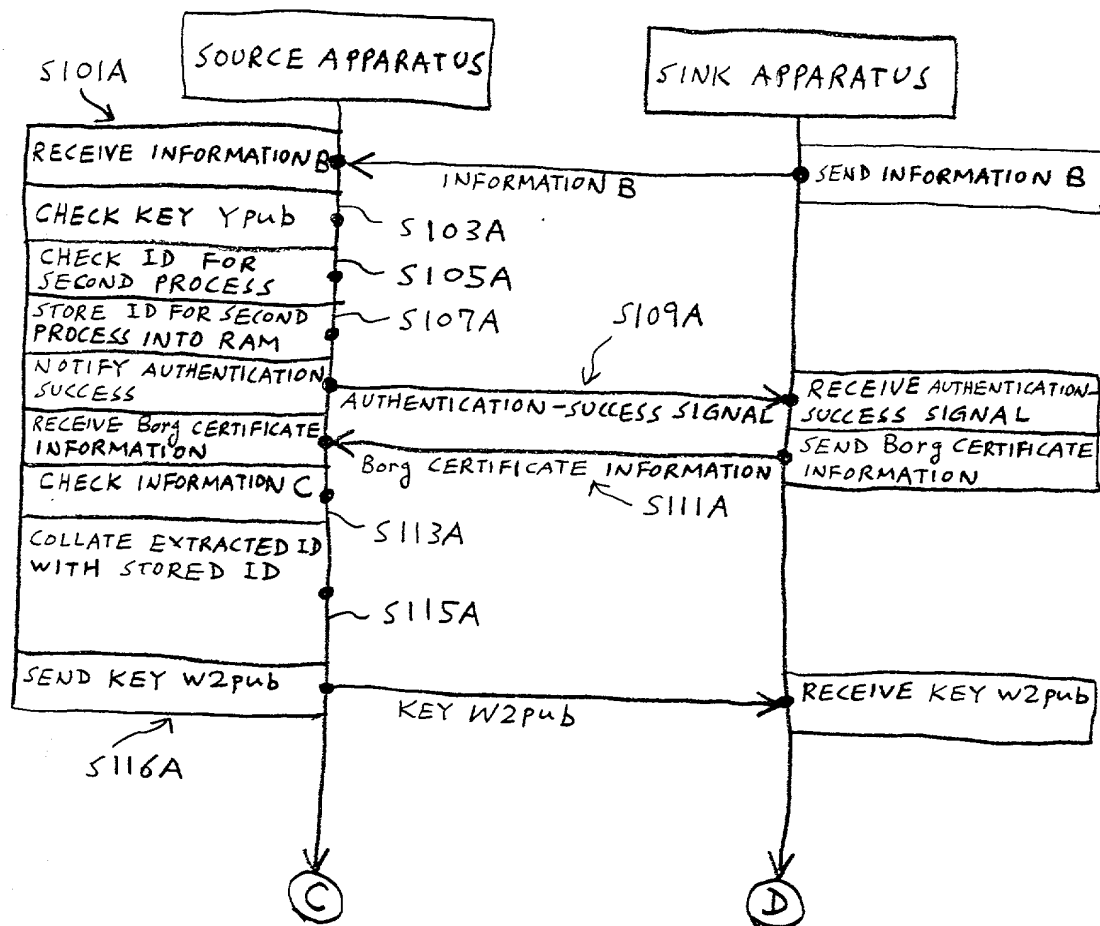 SOURCE APPARATUS
SINK APPARATUS
S101A
RECEIVE INFORMATION B
INFORMATION B
SEND INFORMATION B
CHECK KEY Ypub
S103A
CHECK ID FOR
SECOND PROCESS
S105A
STORE ID FOR SECOND
PROCESS INTO RAM
S107A
S109A
NOTIFY AUTHENTICATION
SUCCESS
AUTHENTICATION-SUCCESS SIGNAL
RECEIVE AUTHENTICATION-
SUCCESS SIGNAL
RECEIVE Borg CERTIFICATE
INFORMATION
Borg CERTIFICATE INFORMATION
SEND Borg CERTIFICATE
INFORMATION
CHECK INFORMATION C
S111A
S113A
COLLATE EXTRACTED ID
WITH STORED ID
S115A
SEND KEY W2pub
KEY W2pub
RECEIVE KEY W2pub
S116A
C
D